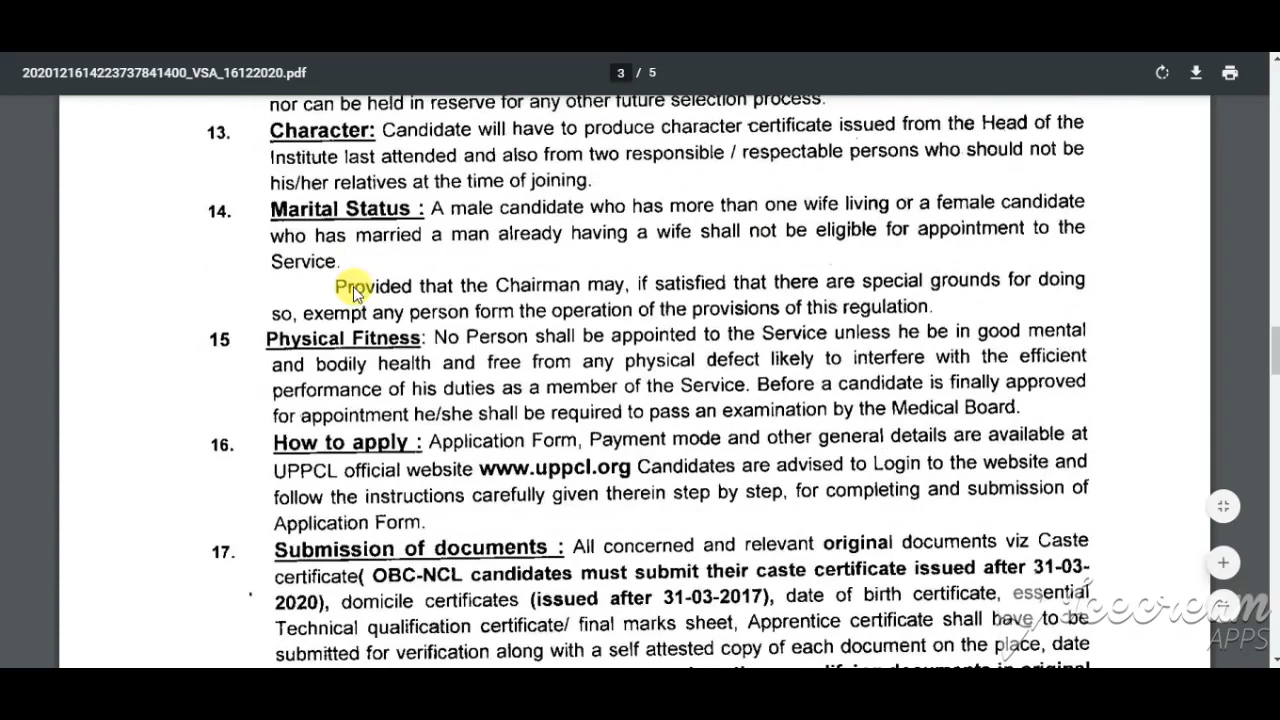 20201216142237378​41400_VSA_16122020.pdf
3 / 5
nor can be held in reserve for any other future selection process.
13. Character: Candidate will have to produce character certificate issued from the Head of the
Institute last attended and also from two responsible / respectable persons who should not be
his/her relatives at the time of joining.
14. Marital Status : A male candidate who has more than one wife living or a female candidate
who has married a man already having a wife shall not be eligible for appointment to the
Service.
Provided that the Chairman may, if satisfied that there are special grounds for doing
so, exempt any person form the operation of the provisions of this regulation.
15 Physical Fitness: No Person shall be appointed to the Service unless he be in good mental
and bodily health and free from any physical defect likely to interfere with the efficient
performance of his duties as a member of the Service. Before a candidate is finally approved
for appointment he/she shall be required to pass an examination by the Medical Board.
16. How to apply : Application Form, Payment mode and other general details are available at
UPPCL official website www.uppcl.org Candidates are advised to Login to the website and
follow the instructions carefully given therein step by step, for completing and submission of
Application Form.
17. Submission of documents : All concerned and relevant original documents viz Caste
certificate( OBC-NCL candidates must submit their caste certificate issued after 31-03-
2020), domicile certificates (issued after 31-03-2017), date of birth certificate, essential
Technical qualification certificate/ final marks sheet, Apprentice certificate shall have to be
submitted for verification along with a self attested copy of each document on the place, date
icecream
APPS